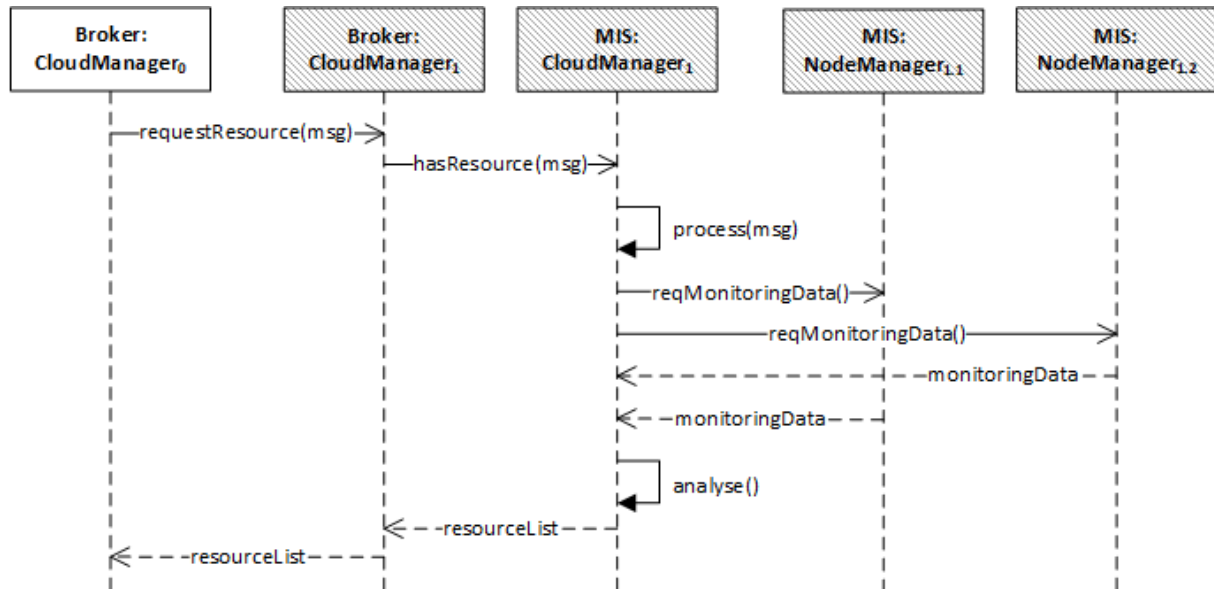 Broker:
CloudManager₀
Broker:
CloudManager₁
MIS:
CloudManager₁
MIS:
NodeManager₁.₁
MIS:
NodeManager₁.₂
requestResource(msg)
hasResource(msg)
process(msg)
reqMonitoringData()
reqMonitoringData()
monitoringData
monitoringData
analyse()
resourceList
resourceList